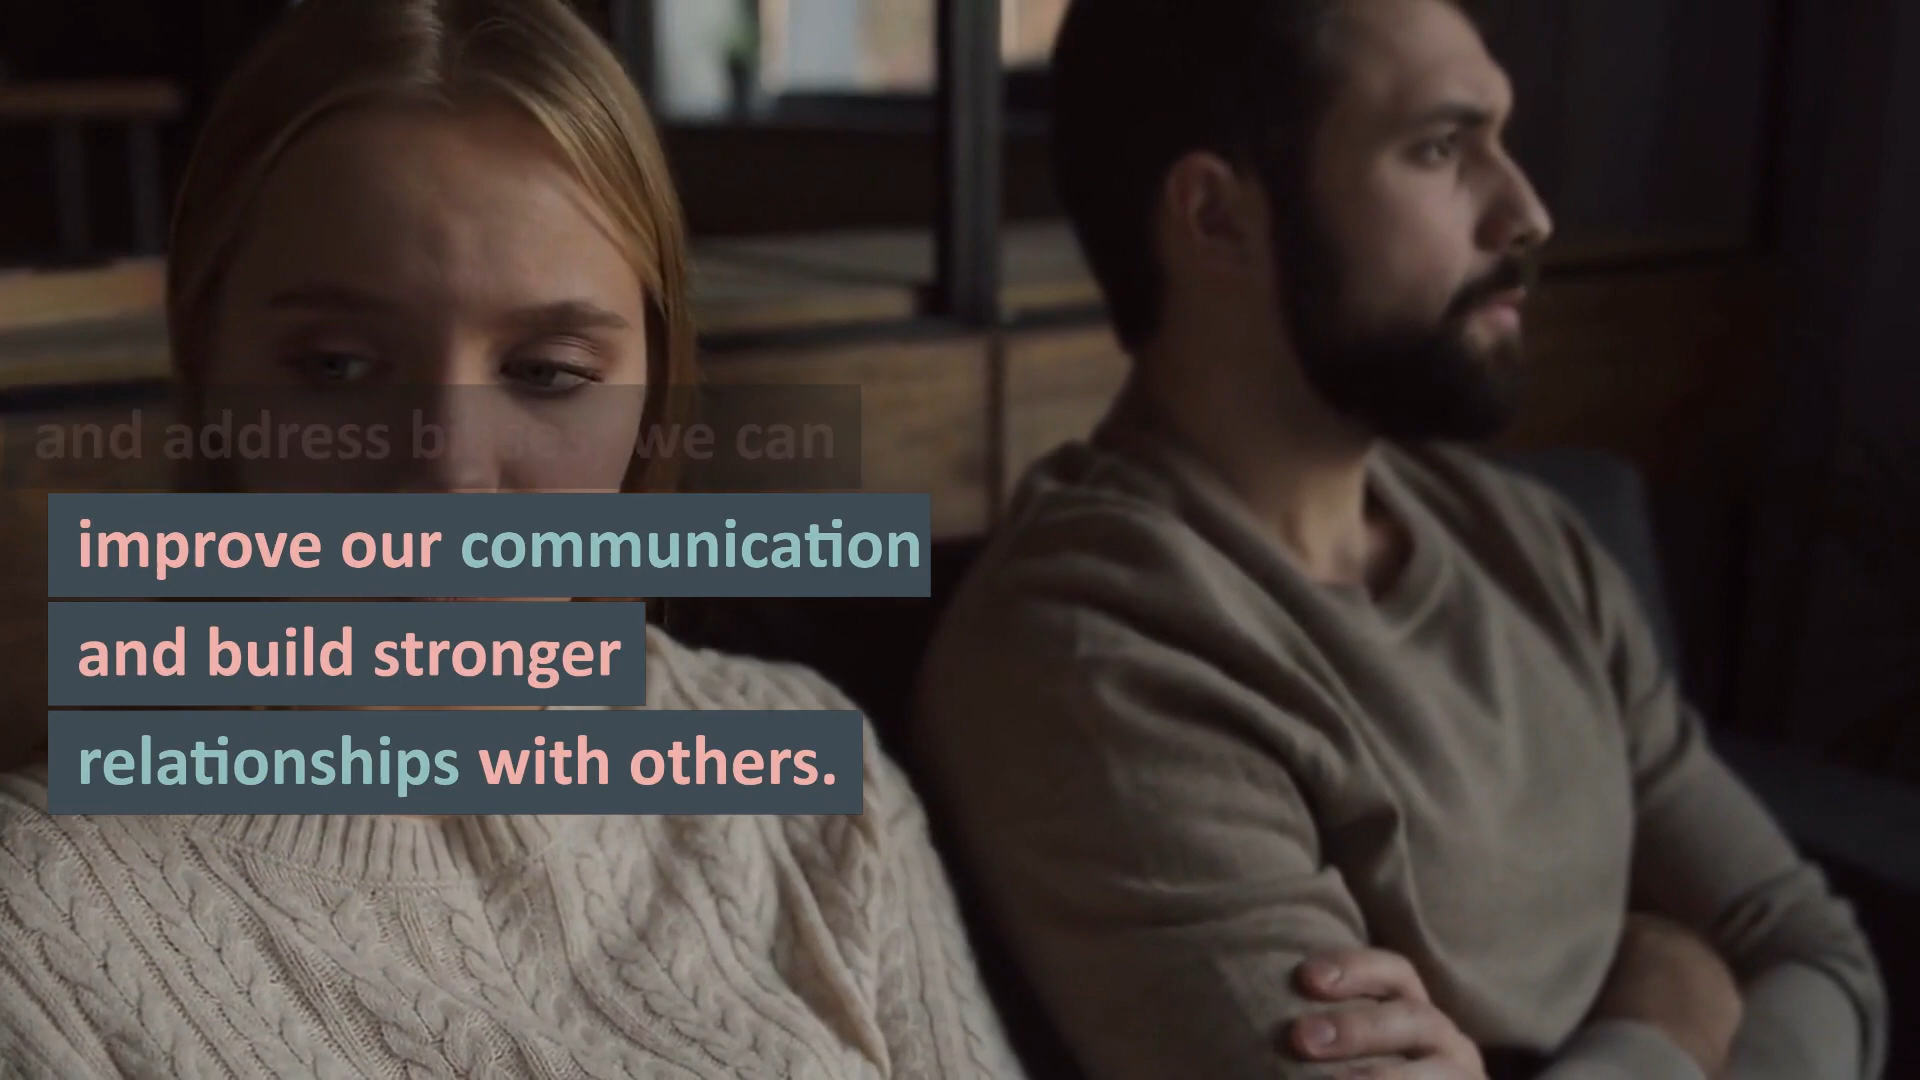 and address we can
improve our communication
and build stronger
relationships with others.